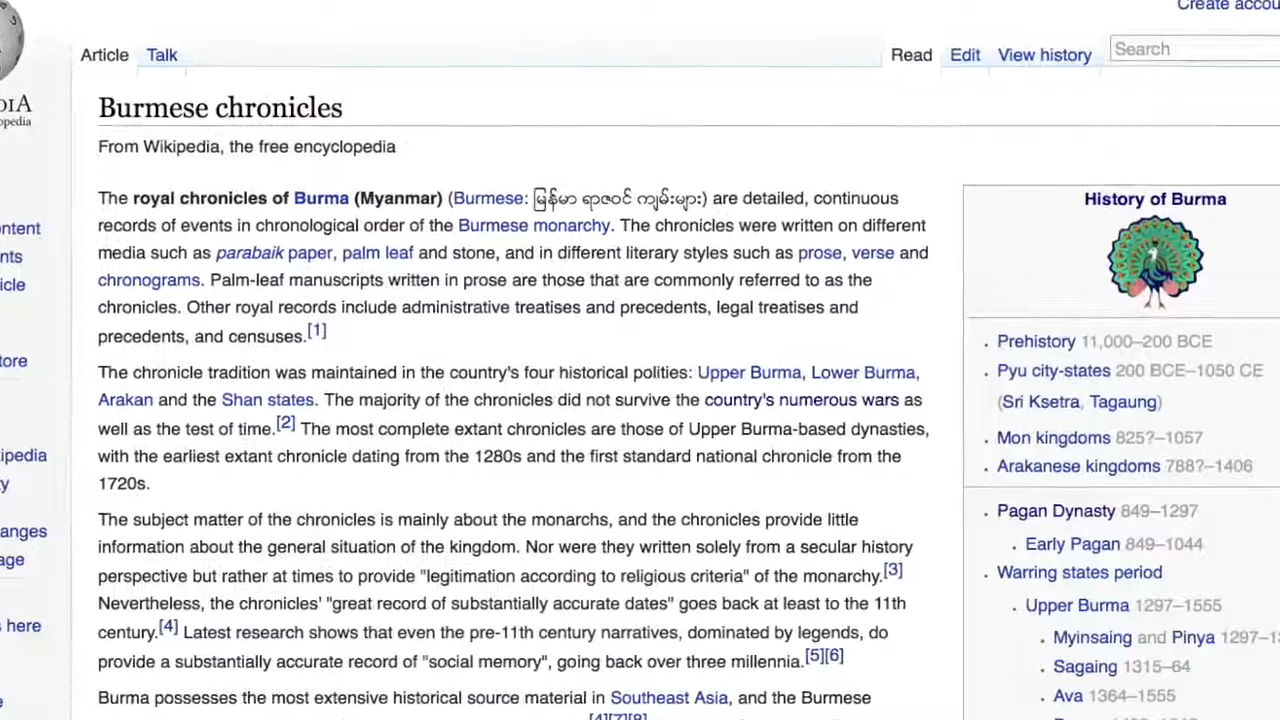 Create accou
Article Talk Read Edit View history Search
DIA
opedia
Burmese chronicles
From Wikipedia, the free encyclopedia
The royal chronicles of Burma (Myanmar) (Burmese: မြန်မာ ရာဇဝင် ကျမ်းများ) are detailed, continuous
records of events in chronological order of the Burmese monarchy. The chronicles were written on different
media such as parabaik paper, palm leaf and stone, and in different literary styles such as prose, verse and
chronograms. Palm-leaf manuscripts written in prose are those that are commonly referred to as the
chronicles. Other royal records include administrative treatises and precedents, legal treatises and
precedents, and censuses.[1]
The chronicle tradition was maintained in the country's four historical polities: Upper Burma, Lower Burma,
Arakan and the Shan states. The majority of the chronicles did not survive the country's numerous wars as
well as the test of time.[2] The most complete extant chronicles are those of Upper Burma-based dynasties,
with the earliest extant chronicle dating from the 1280s and the first standard national chronicle from the
1720s.
The subject matter of the chronicles is mainly about the monarchs, and the chronicles provide little
information about the general situation of the kingdom. Nor were they written solely from a secular history
perspective but rather at times to provide "legitimation according to religious criteria" of the monarchy.[3]
Nevertheless, the chronicles' "great record of substantially accurate dates" goes back at least to the 11th
century.[4] Latest research shows that even the pre-11th century narratives, dominated by legends, do
provide a substantially accurate record of "social memory", going back over three millennia.[5][6]
Burma possesses the most extensive historical source material in Southeast Asia, and the Burmese
[4][7][8]
History of Burma
Prehistory 11,000–200 BCE
Pyu city-states 200 BCE–1050 CE
(Sri Ksetra, Tagaung)
Mon kingdoms 825?–1057
Arakanese kingdoms 788?–1406
Pagan Dynasty 849–1297
Early Pagan 849–1044
Warring states period
Upper Burma 1297–1555
Myinsaing and Pinya 1297–13
Sagaing 1315–64
Ava 1364–1555
ontent
nts
icle
tore
ipedia
ty
anges
age
s here
e